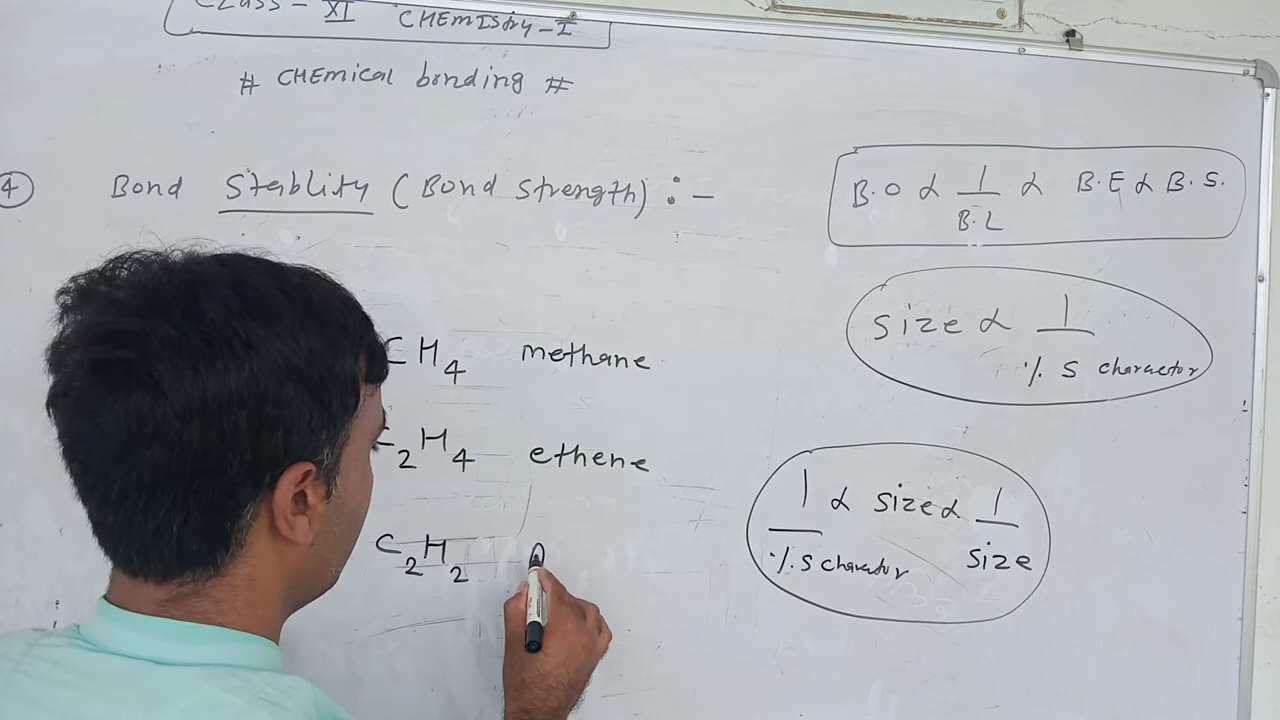 CLASS - XI CHEMIStry - I
# CHEMical bonding #
4 Bond Stablity (Bond Strength) :-
B.O ∝ 1/B.L ∝ B.E ∝ B.S.
Size ∝ 1/% S character
CH4 methane
C2H4 ethene
1/% S character ∝ size ∝ 1/size
C2H2